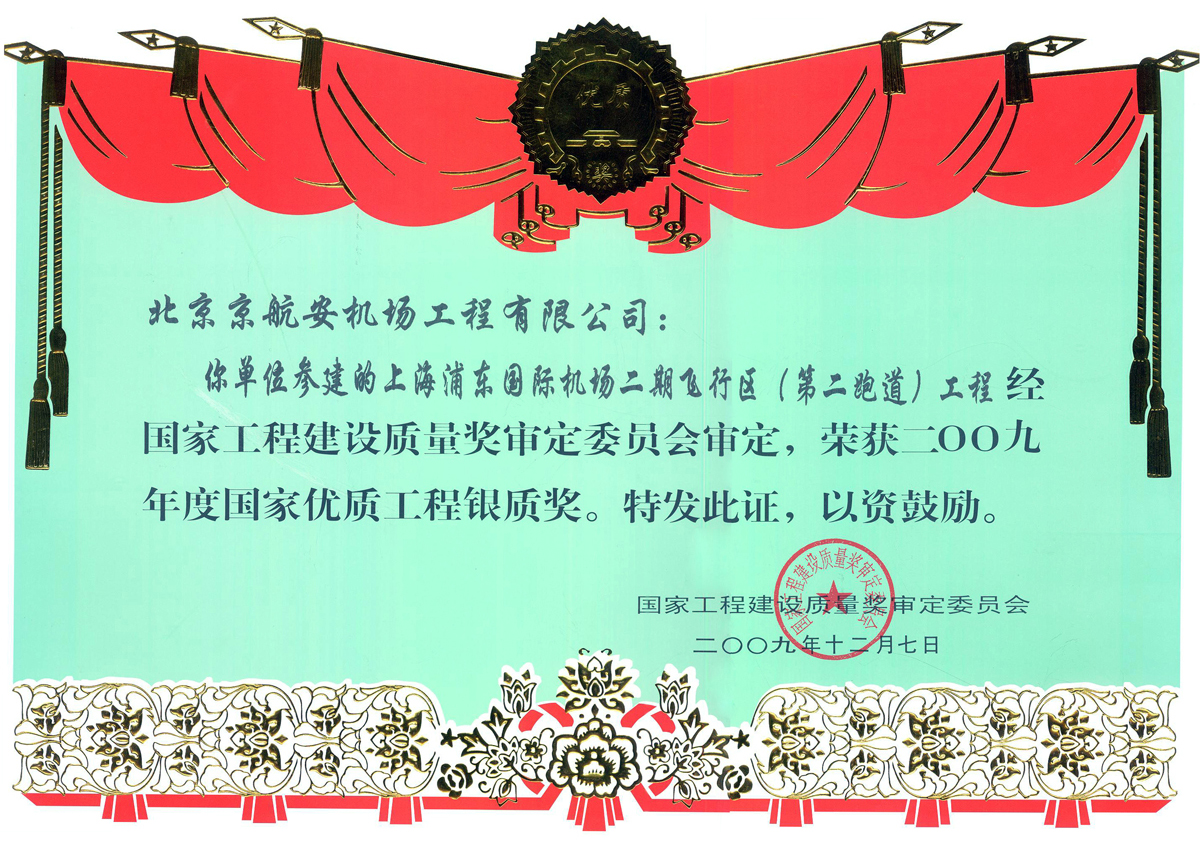 优质
奖
北京京航安机场工程有限公司：
你单位参建的上海浦东国际机场二期飞行区（第二跑道）工程经
国家工程建设质量奖审定委员会审定，荣获二〇〇九
年度国家优质工程银质奖。特发此证，以资鼓励。
国家工程建设质量奖审定委员会
国家工程建设质量奖审定委员会
二〇〇九年十二月七日